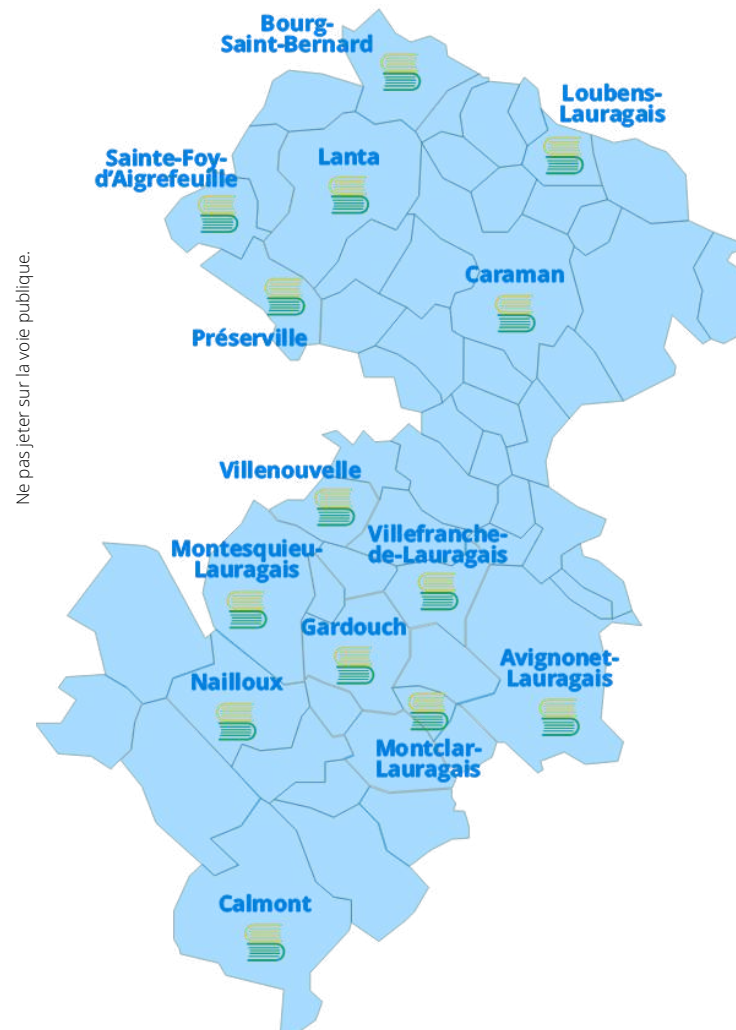 Bourg-
Saint-Bernard
Loubens-
Lauragais
Sainte-Foy-
d'Aigrefeuille
Lanta
Caraman
Préserville
Ne pas jeter sur la voie publique.
Villenouvelle
Villefranche-
de-Lauragais
Montesquieu-
Lauragais
Gardouch
Avignonet-
Lauragais
Nailloux
Montclar-
Lauragais
Calmont